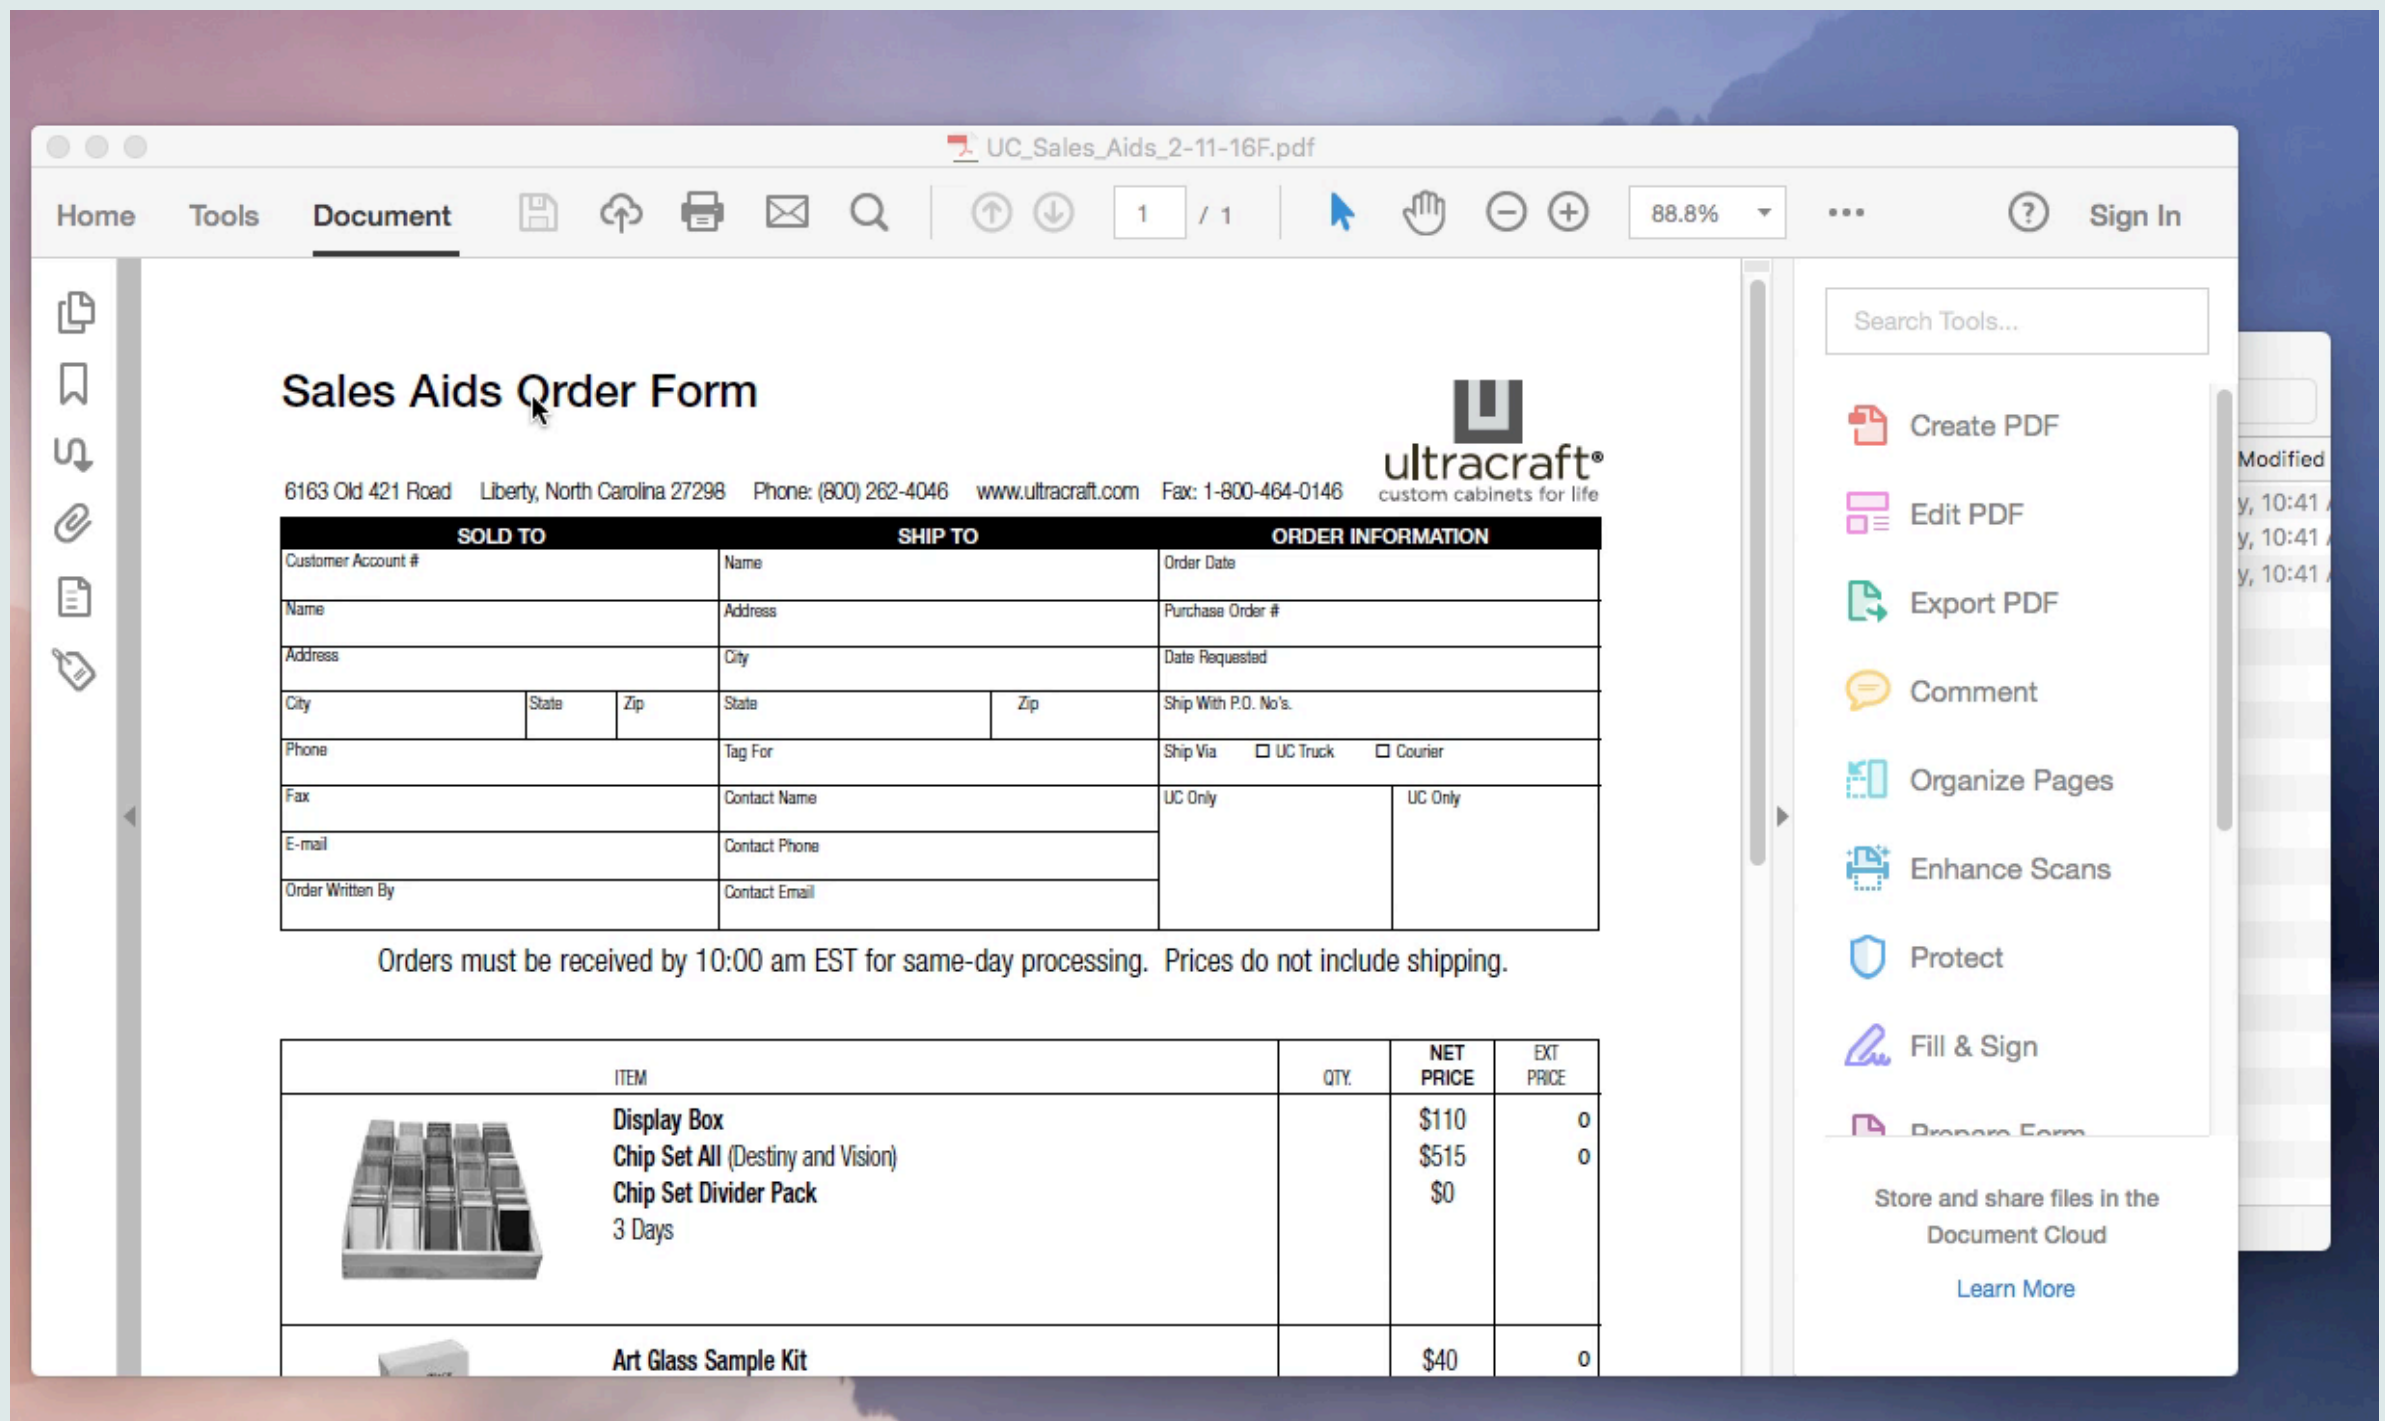 UC_Sales_Aids_2-11-16F.pdf
Home Tools Document 1 / 1 88.8% Sign In
Search Tools...
Create PDF
Edit PDF
Export PDF
Comment
Organize Pages
Enhance Scans
Protect
Fill & Sign
Prepare Form
Store and share files in the
Document Cloud
Learn More
Sales Aids Order Form
ultracraft®
custom cabinets for life
6163 Old 421 Road Liberty, North Carolina 27298 Phone: (800) 262-4046 www.ultracraft.com Fax: 1-800-464-0146
SOLD TO SHIP TO ORDER INFORMATION
Customer Account # Name Order Date
Name Address Purchase Order #
Address City Date Requested
City State Zip State Zip Ship With P.O. No's.
Phone Tag For Ship Via UC Truck Courier
Fax Contact Name UC Only UC Only
E-mail Contact Phone
Order Written By Contact Email
Orders must be received by 10:00 am EST for same-day processing. Prices do not include shipping.
ITEM QTY. NET PRICE EXT PRICE
Display Box $110 0
Chip Set All (Destiny and Vision) $515 0
Chip Set Divider Pack $0
3 Days
Art Glass Sample Kit $40 0
Modified
y, 10:41
y, 10:41
y, 10:41